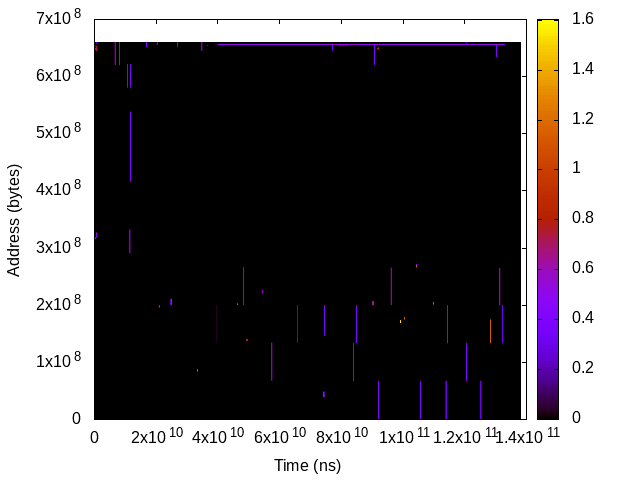 7x10^8
6x10^8
5x10^8
4x10^8
3x10^8
2x10^8
1x10^8
0
Address (bytes)
0
2x10^10
4x10^10
6x10^10
8x10^10
1x10^11
1.2x10^11
1.4x10^11
Time (ns)
1.6
1.4
1.2
1
0.8
0.6
0.4
0.2
0